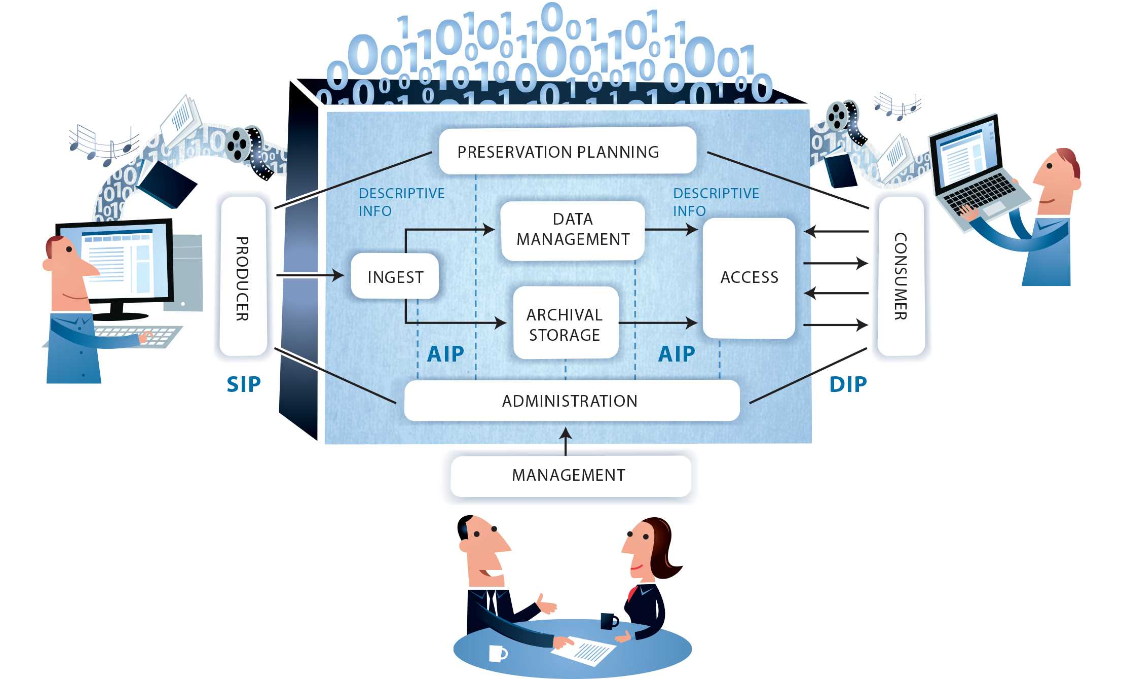 PRESERVATION PLANNING
DESCRIPTIVE
INFO
DESCRIPTIVE
INFO
DATA
MANAGEMENT
PRODUCER
INGEST
ACCESS
CONSUMER
ARCHIVAL
STORAGE
AIP
AIP
SIP
DIP
ADMINISTRATION
MANAGEMENT